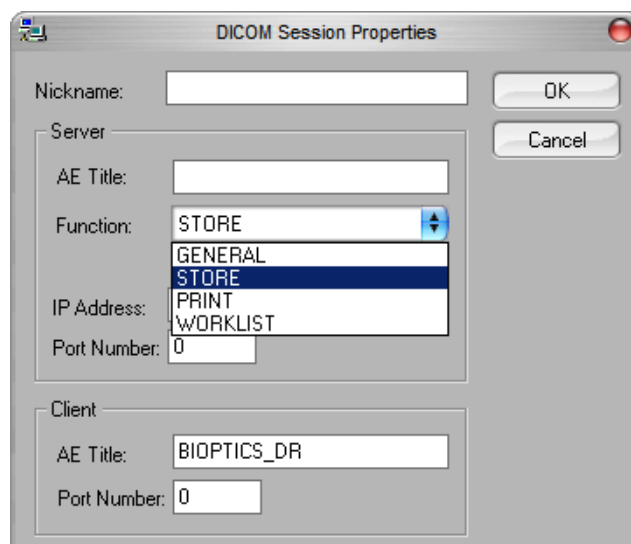 DICOM Session Properties
Nickname:
OK
Server
Cancel
AE Title:
Function: STORE
GENERAL
STORE
PRINT
WORKLIST
IP Address:
Port Number: 0
Client
AE Title: BIOPTICS_DR
Port Number: 0